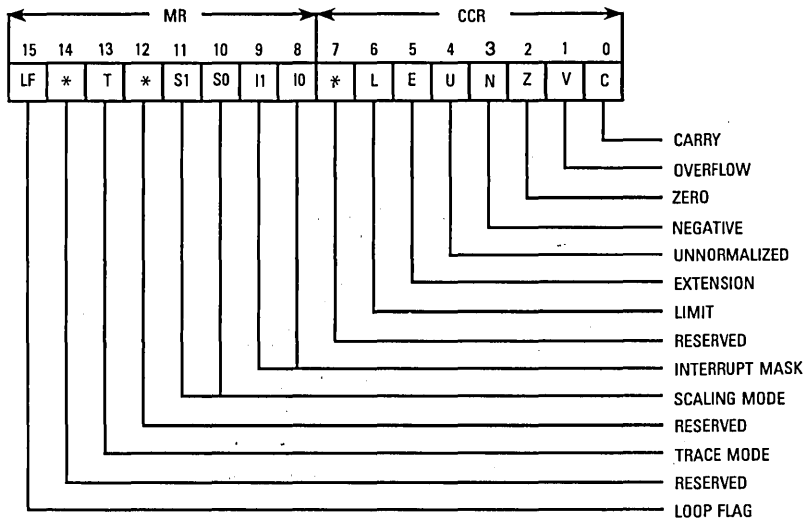 MR CCR
15 14 13 12 11 10 9 8 7 6 5 4 3 2 1 0
LF * T * S1 S0 I1 I0 * L E U N Z V C
CARRY
OVERFLOW
ZERO
NEGATIVE
UNNORMALIZED
EXTENSION
LIMIT
RESERVED
INTERRUPT MASK
SCALING MODE
RESERVED
TRACE MODE
RESERVED
LOOP FLAG